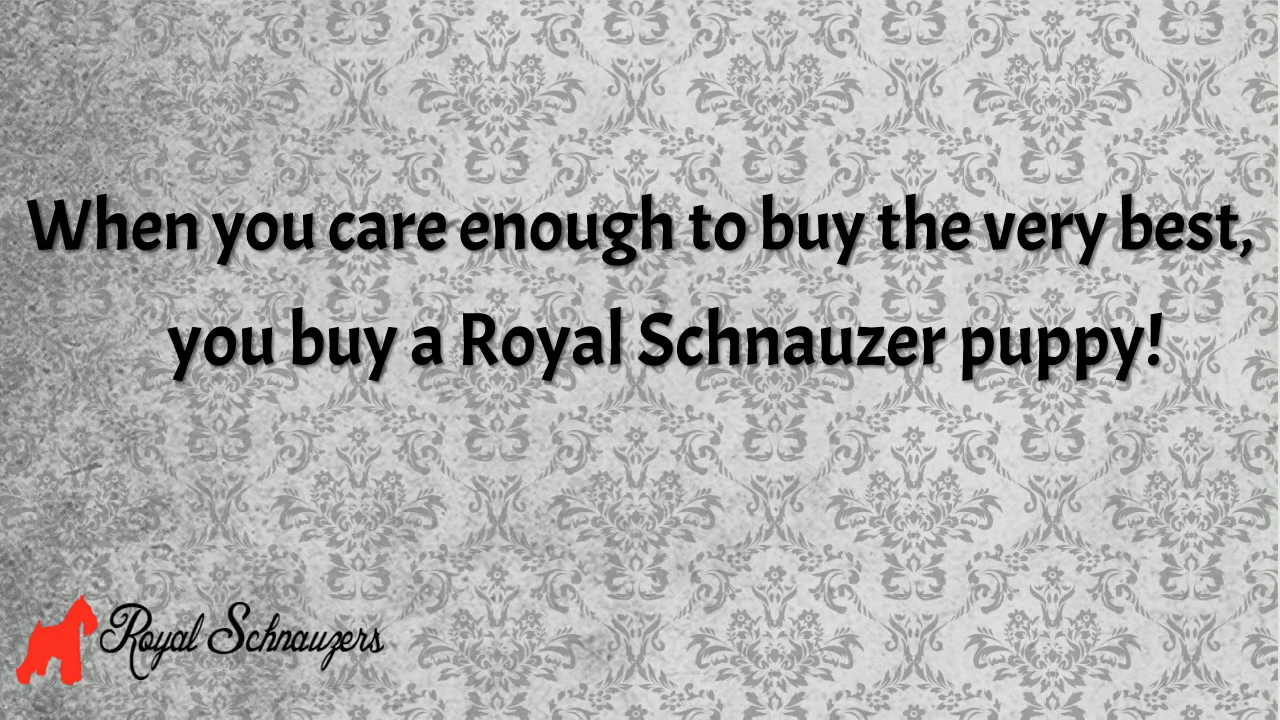 When you care enough to buy the very best,
you buy a Royal Schnauzer puppy!
Royal Schnauzers